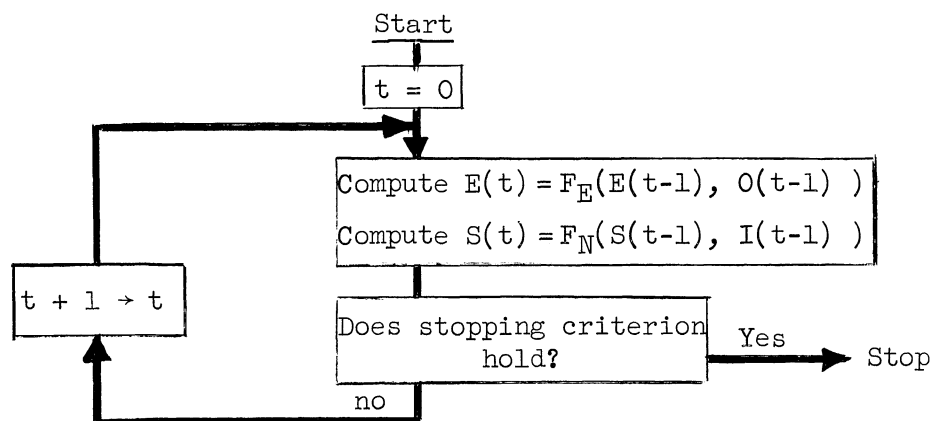 Start
t = 0
Compute E(t) = F_E(E(t-1), O(t-1) )
Compute S(t) = F_N(S(t-1), I(t-1) )
t + 1 → t
Does stopping criterion
hold?
Yes
Stop
no